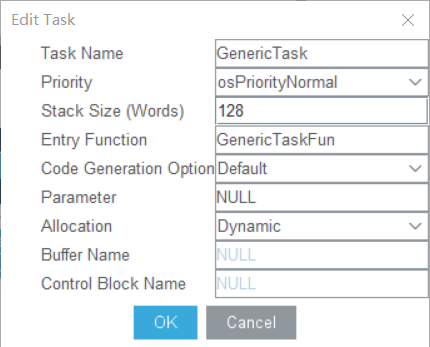 Edit Task
Task Name GenericTask
Priority osPriorityNormal
Stack Size (Words) 128
Entry Function GenericTaskFun
Code Generation Option Default
Parameter NULL
Allocation Dynamic
Buffer Name NULL
Control Block Name NULL
OK Cancel